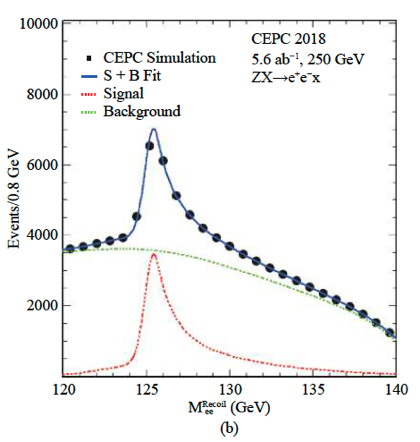 10000
8000
6000
4000
2000
Events/0.8 GeV
CEPC Simulation
S + B Fit
Signal
Background
CEPC 2018
5.6 ab⁻¹, 250 GeV
ZX→e⁺e⁻x
120 125 130 135 140
M_ee^Recoil (GeV)
(b)